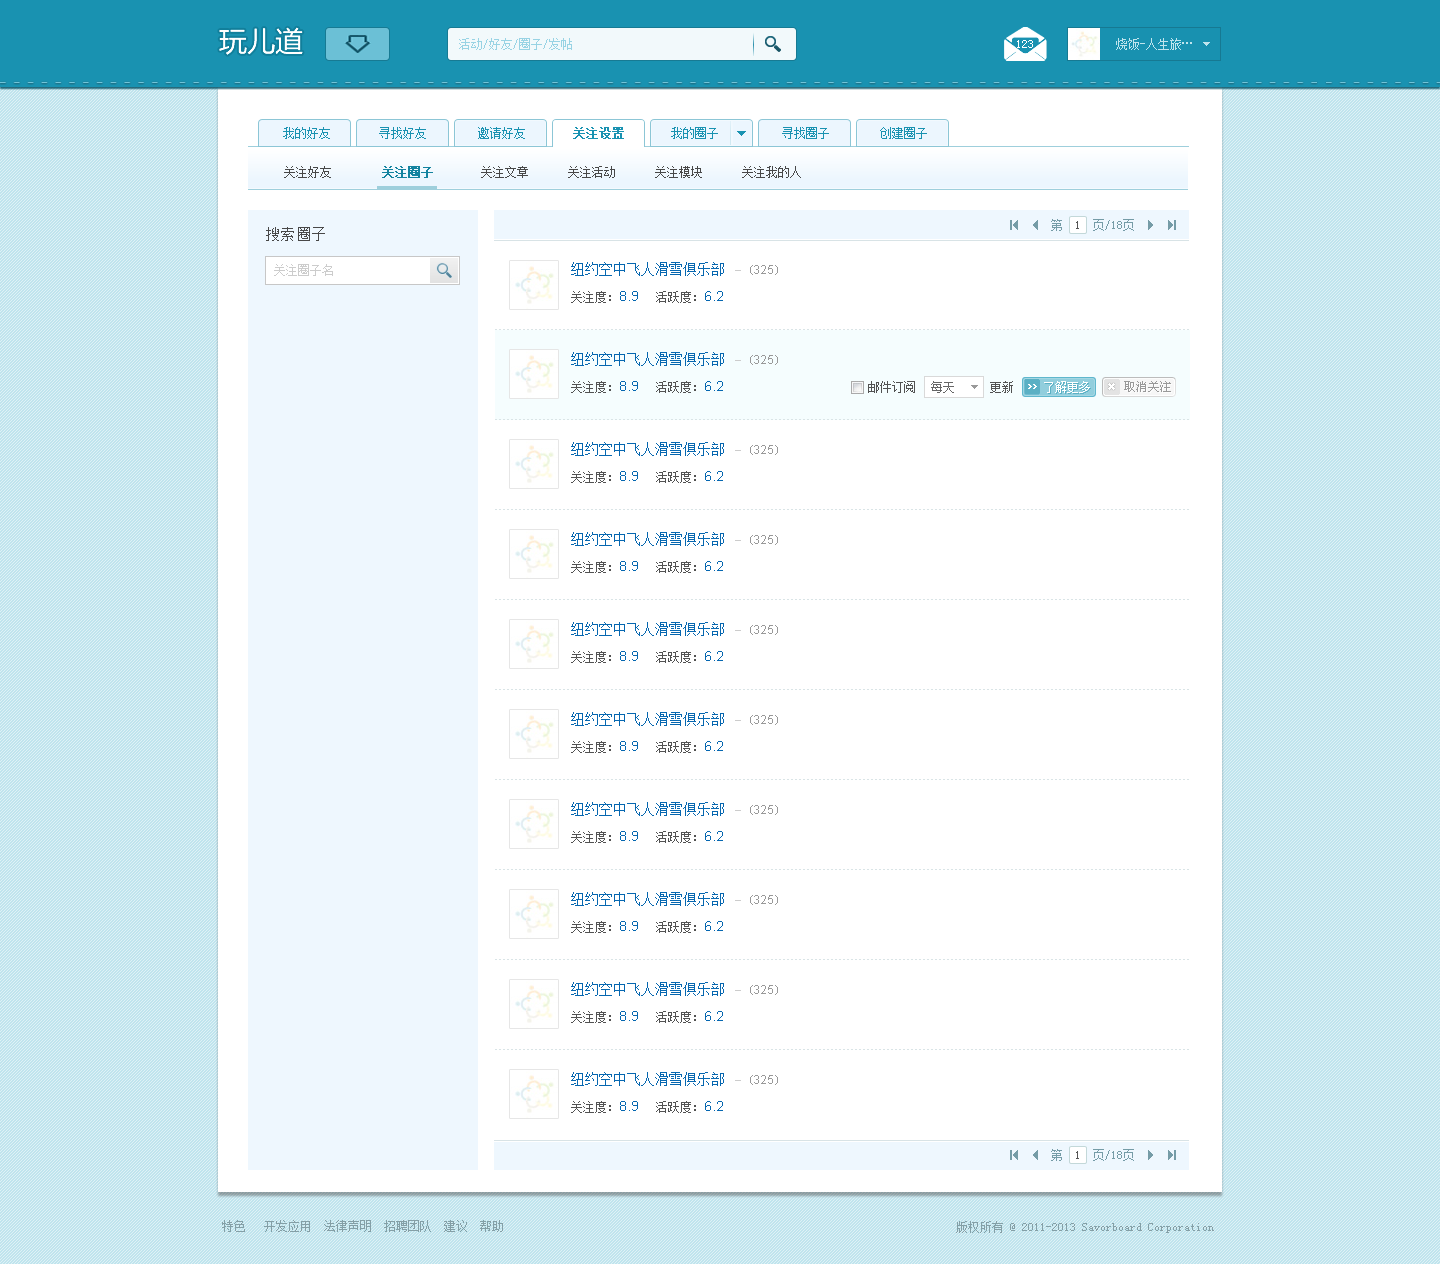 玩儿道
活动/好友/圈子/发帖
123
烧饭-人生旅…
我的好友 寻找好友 邀请好友 关注设置 我的圈子 寻找圈子 创建圈子
关注好友 关注圈子 关注文章 关注活动 关注模块 关注我的人
搜索圈子
关注圈子名
第 1 页/18页
纽约空中飞人滑雪俱乐部 – (325)
关注度：8.9 活跃度：6.2
纽约空中飞人滑雪俱乐部 – (325)
关注度：8.9 活跃度：6.2 邮件订阅 每天 更新 了解更多 取消关注
纽约空中飞人滑雪俱乐部 – (325)
关注度：8.9 活跃度：6.2
纽约空中飞人滑雪俱乐部 – (325)
关注度：8.9 活跃度：6.2
纽约空中飞人滑雪俱乐部 – (325)
关注度：8.9 活跃度：6.2
纽约空中飞人滑雪俱乐部 – (325)
关注度：8.9 活跃度：6.2
纽约空中飞人滑雪俱乐部 – (325)
关注度：8.9 活跃度：6.2
纽约空中飞人滑雪俱乐部 – (325)
关注度：8.9 活跃度：6.2
纽约空中飞人滑雪俱乐部 – (325)
关注度：8.9 活跃度：6.2
纽约空中飞人滑雪俱乐部 – (325)
关注度：8.9 活跃度：6.2
第 1 页/18页
特色 开发应用 法律声明 招聘团队 建议 帮助
版权所有 @ 2011-2013 Savorboard Corporation